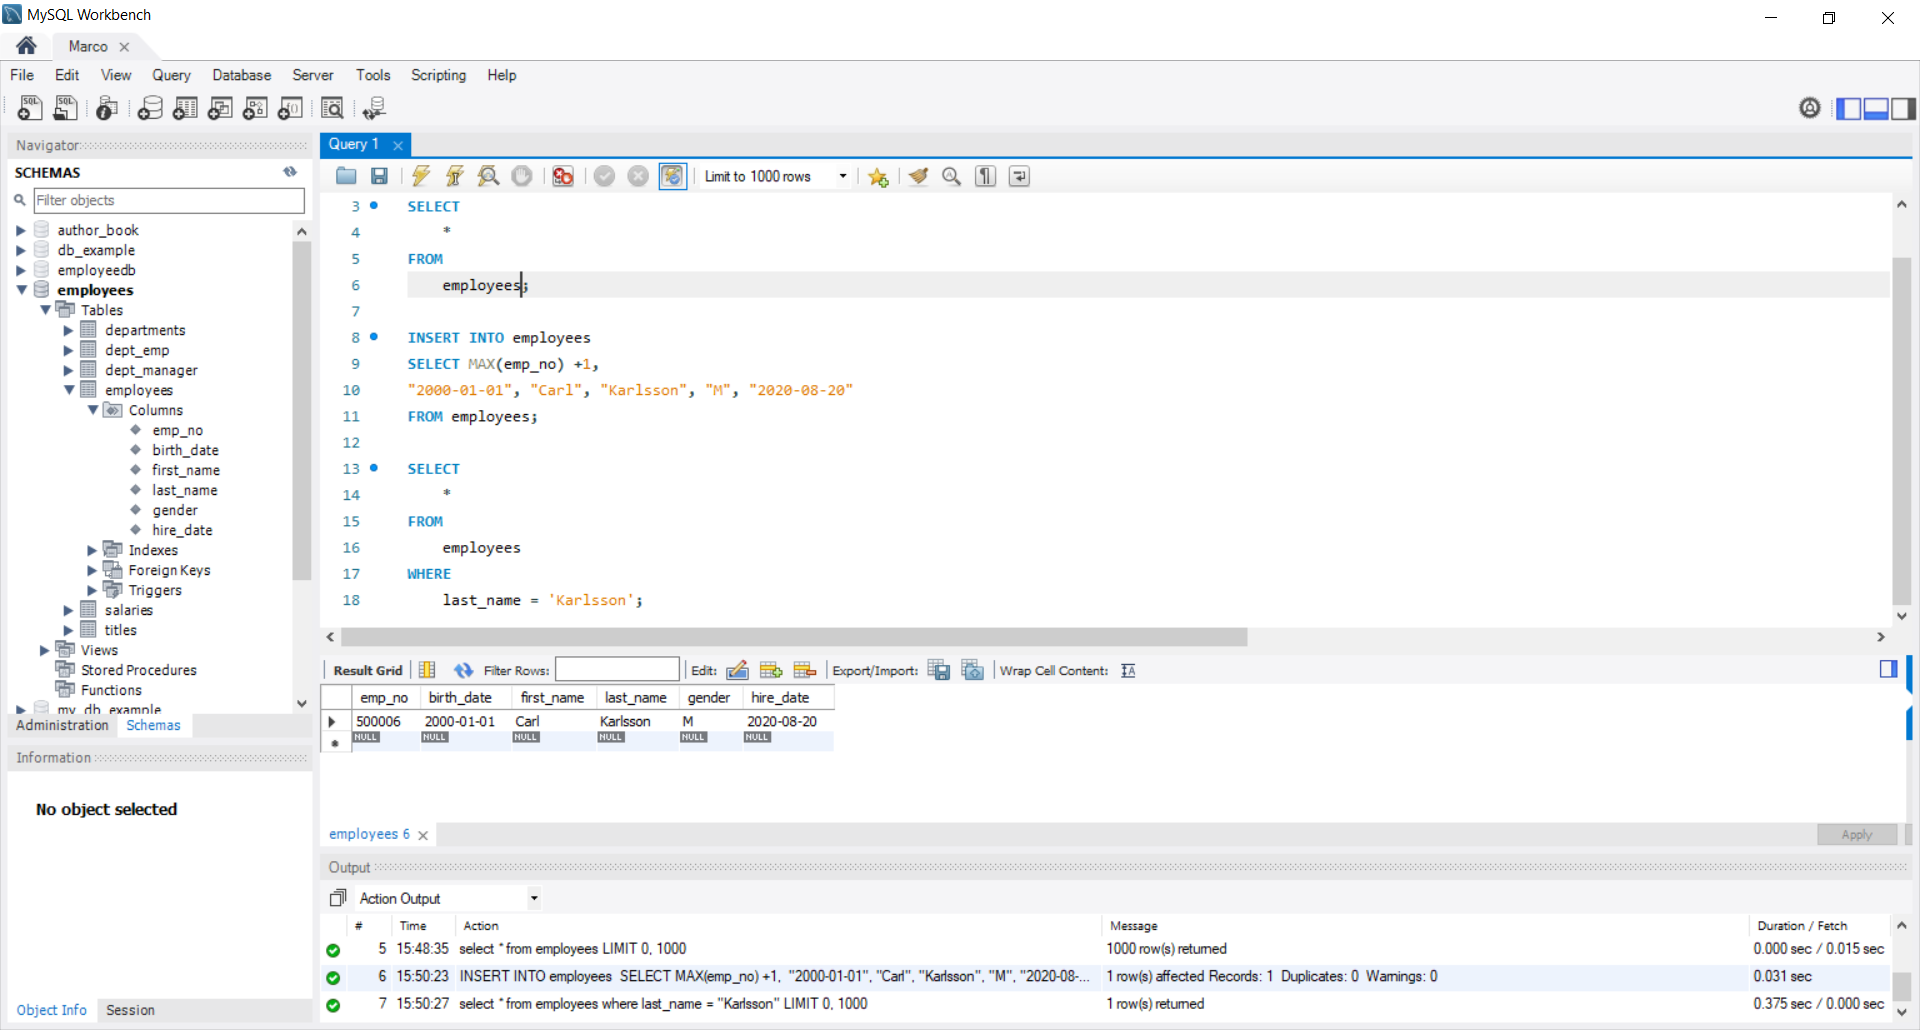 MySQL Workbench
Marco
File Edit View Query Database Server Tools Scripting Help
Navigator
SCHEMAS
Filter objects
author_book
db_example
employeedb
employees
Tables
departments
dept_emp
dept_manager
employees
Columns
emp_no
birth_date
first_name
last_name
gender
hire_date
Indexes
Foreign Keys
Triggers
salaries
titles
Views
Stored Procedures
Functions
my_db_example
Administration Schemas
Information
No object selected
Object Info Session
Query 1
Limit to 1000 rows
3 SELECT
4 *
5 FROM
6 employees;
7
8 INSERT INTO employees
9 SELECT MAX(emp_no) +1,
10 "2000-01-01", "Carl", "Karlsson", "M", "2020-08-20"
11 FROM employees;
12
13 SELECT
14 *
15 FROM
16 employees
17 WHERE
18 last_name = 'Karlsson';
Result Grid Filter Rows: Edit: Export/Import: Wrap Cell Content:
emp_no birth_date first_name last_name gender hire_date
500006 2000-01-01 Carl Karlsson M 2020-08-20
NULL NULL NULL NULL NULL NULL
employees 6
Apply
Output
Action Output
# Time Action Message Duration / Fetch
5 15:48:35 select * from employees LIMIT 0, 1000 1000 row(s) returned 0.000 sec / 0.015 sec
6 15:50:23 INSERT INTO employees SELECT MAX(emp_no) +1, "2000-01-01", "Carl", "Karlsson", "M", "2020-08-... 1 row(s) affected Records: 1 Duplicates: 0 Warnings: 0 0.031 sec
7 15:50:27 select * from employees where last_name = "Karlsson" LIMIT 0, 1000 1 row(s) returned 0.375 sec / 0.000 sec